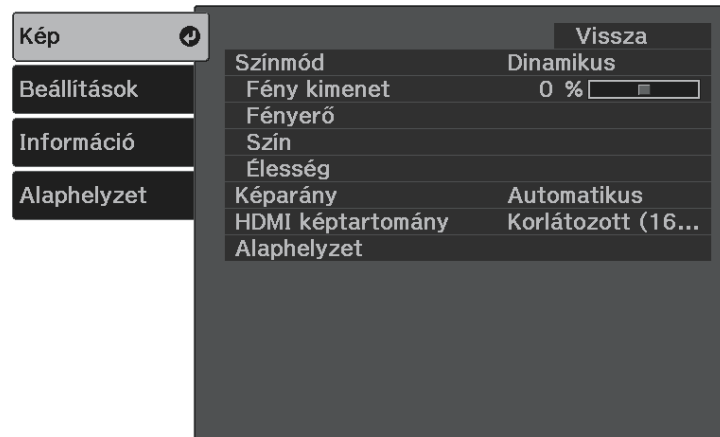 Kép
Beállítások
Információ
Alaphelyzet
Vissza
Színmód Dinamikus
Fény kimenet 0 %
Fényerő
Szín
Élesség
Képarány Automatikus
HDMI képtartomány Korlátozott (16...
Alaphelyzet